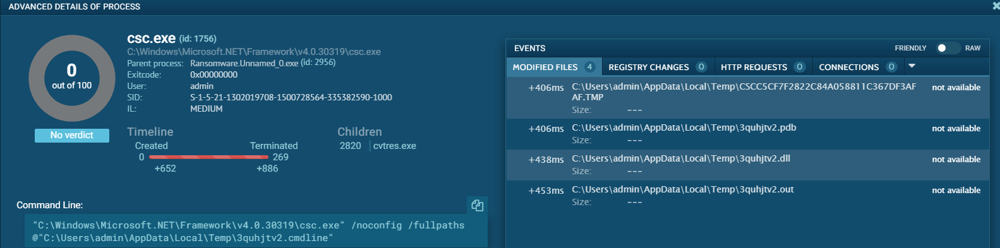 ADVANCED DETAILS OF PROCESS
csc.exe (id: 1756)
C:\Windows\Microsoft.NET\Framework\v4.0.30319\csc.exe
Parent process: Ransomware.Unnamed_0.exe (id: 2956)
Exitcode: 0x00000000
User: admin
SID: S-1-5-21-1302019708-1500728564-335382590-1000
IL: MEDIUM
0
out of 100
No verdict
Timeline
Created Terminated
0 269
+652 +886
Children
2820 cvtres.exe
Command Line:
"C:\Windows\Microsoft.NET\Framework\v4.0.30319\csc.exe" /noconfig /fullpaths
@"C:\Users\admin\AppData\Local\Temp\3quhjtv2.cmdline"
EVENTS FRIENDLY RAW
MODIFIED FILES 4 REGISTRY CHANGES 0 HTTP REQUESTS 0 CONNECTIONS 0
+406ms C:\Users\admin\AppData\Local\Temp\CSCC5CF7F2822C84A058811C367DF3AF not available
AF.TMP
Size: ---
+406ms C:\Users\admin\AppData\Local\Temp\3quhjtv2.pdb not available
Size: ---
+438ms C:\Users\admin\AppData\Local\Temp\3quhjtv2.dll not available
Size: ---
+453ms C:\Users\admin\AppData\Local\Temp\3quhjtv2.out not available
Size: ---